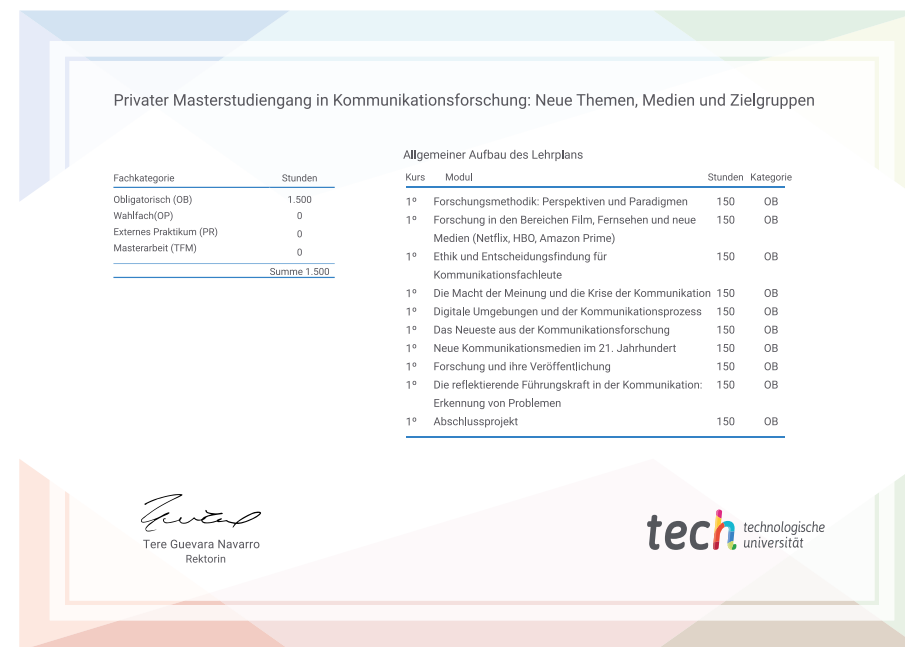 Privater Masterstudiengang in Kommunikationsforschung: Neue Themen, Medien und Zielgruppen
Fachkategorie Stunden
Obligatorisch (OB) 1.500
Wahlfach(OP) 0
Externes Praktikum (PR) 0
Masterarbeit (TFM) 0
Summe 1.500
Allgemeiner Aufbau des Lehrplans
Kurs Modul Stunden Kategorie
1º Forschungsmethodik: Perspektiven und Paradigmen 150 OB
1º Forschung in den Bereichen Film, Fernsehen und neue 150 OB
Medien (Netflix, HBO, Amazon Prime)
1º Ethik und Entscheidungsfindung für 150 OB
Kommunikationsfachleute
1º Die Macht der Meinung und die Krise der Kommunikation 150 OB
1º Digitale Umgebungen und der Kommunikationsprozess 150 OB
1º Das Neueste aus der Kommunikationsforschung 150 OB
1º Neue Kommunikationsmedien im 21. Jahrhundert 150 OB
1º Forschung und ihre Veröffentlichung 150 OB
1º Die reflektierende Führungskraft in der Kommunikation: 150 OB
Erkennung von Problemen
1º Abschlussprojekt 150 OB
Tere Guevara Navarro
Rektorin
tech technologische
universität